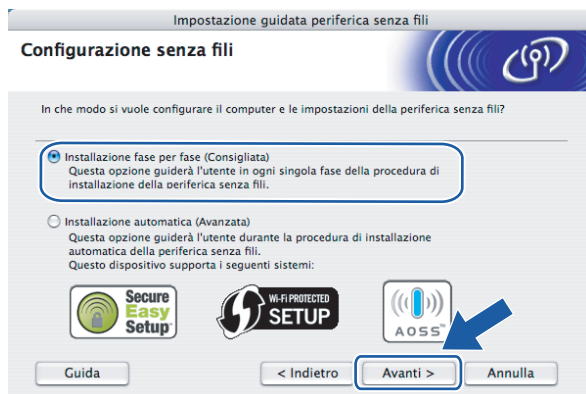 Impostazione guidata periferica senza fili
Configurazione senza fili
In che modo si vuole configurare il computer e le impostazioni della periferica senza fili?
Installazione fase per fase (Consigliata)
Questa opzione guiderà l'utente in ogni singola fase della procedura di
installazione della periferica senza fili.
Installazione automatica (Avanzata)
Questa opzione guiderà l'utente durante la procedura di installazione
automatica della periferica senza fili.
Questo dispositivo supporta i seguenti sistemi:
Secure
Easy
Setup™
Wi-Fi PROTECTED
SETUP
AOSS™
Guida
< Indietro
Avanti >
Annulla